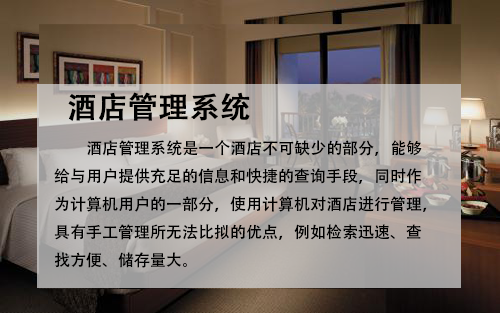 酒店管理系统
酒店管理系统是一个酒店不可缺少的部分，能够
给与用户提供充足的信息和快捷的查询手段，同时作
为计算机用户的一部分，使用计算机对酒店进行管理，
具有手工管理所无法比拟的优点，例如检索迅速、查
找方便、储存量大。